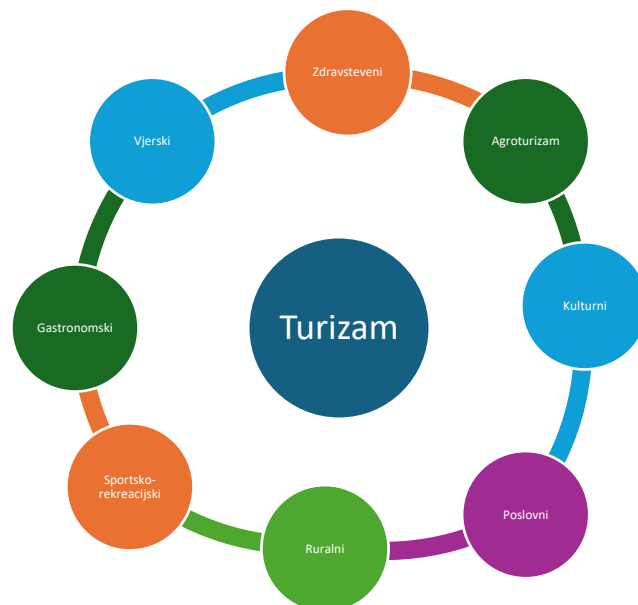 Zdravsteveni
Vjerski
Agroturizam
Kulturni
Turizam
Gastronomski
Sportsko-
rekreacijski
Poslovni
Ruralni